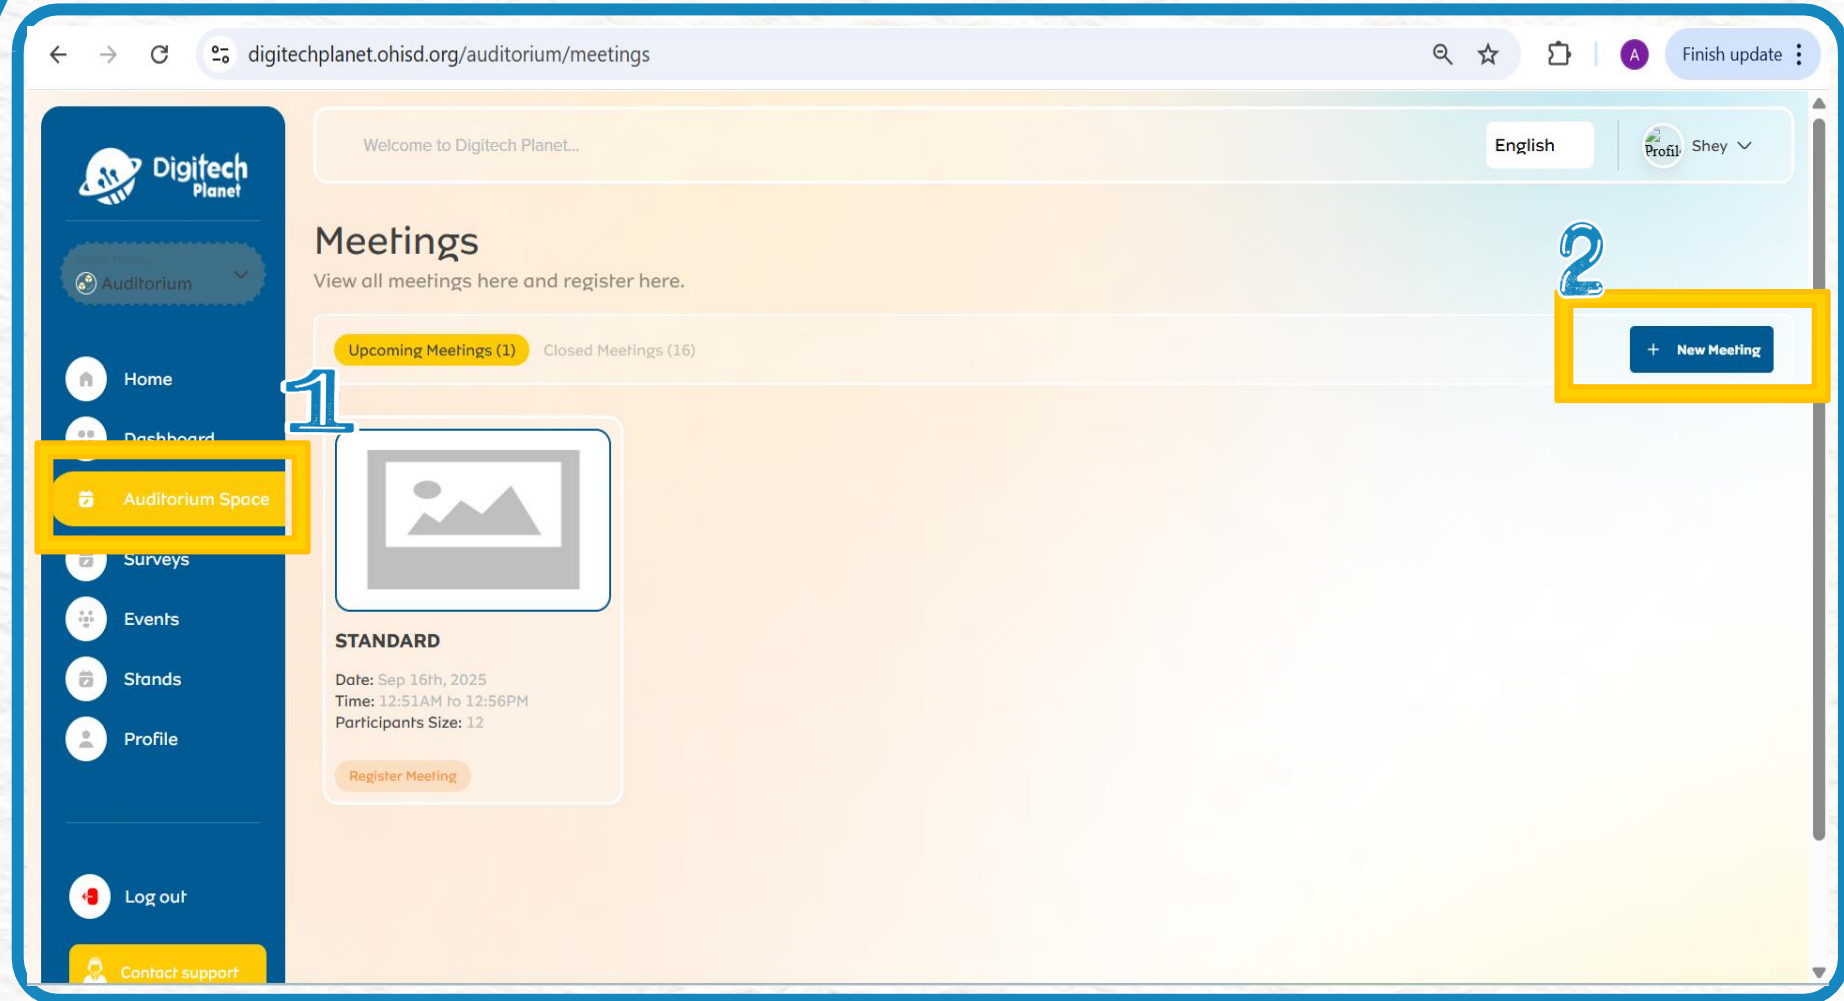 digitechplanet.ohisd.org/auditorium/meetings
A
Finish update
Digitech
Planet
Welcome to Digitech Planet...
English
Profil
Shey
Auditorium
Meetings
View all meetings here and register here.
2
Upcoming Meetings (1)
Closed Meetings (16)
+ New Meeting
Home
1
Dashboard
Auditorium Space
Surveys
Events
Stands
Profile
STANDARD
Date: Sep 16th, 2025
Time: 12:51AM to 12:56PM
Participants Size: 12
Register Meeting
Log out
Contact support